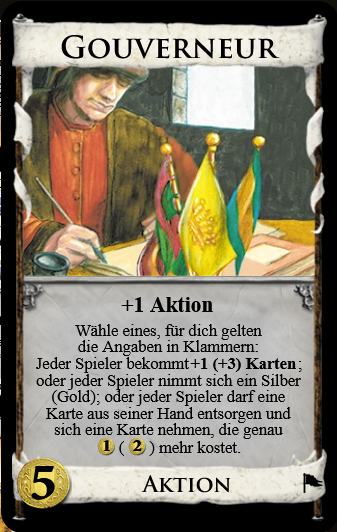 GOUVERNEUR
+1 Aktion
Wähle eines, für dich gelten
die Angaben in Klammern:
Jeder Spieler bekommt +1 (+3) Karten;
oder jeder Spieler nimmt sich ein Silber
(Gold); oder jeder Spieler darf eine
Karte aus seiner Hand entsorgen und
sich eine Karte nehmen, die genau
1 ( 2 ) mehr kostet.
5 AKTION